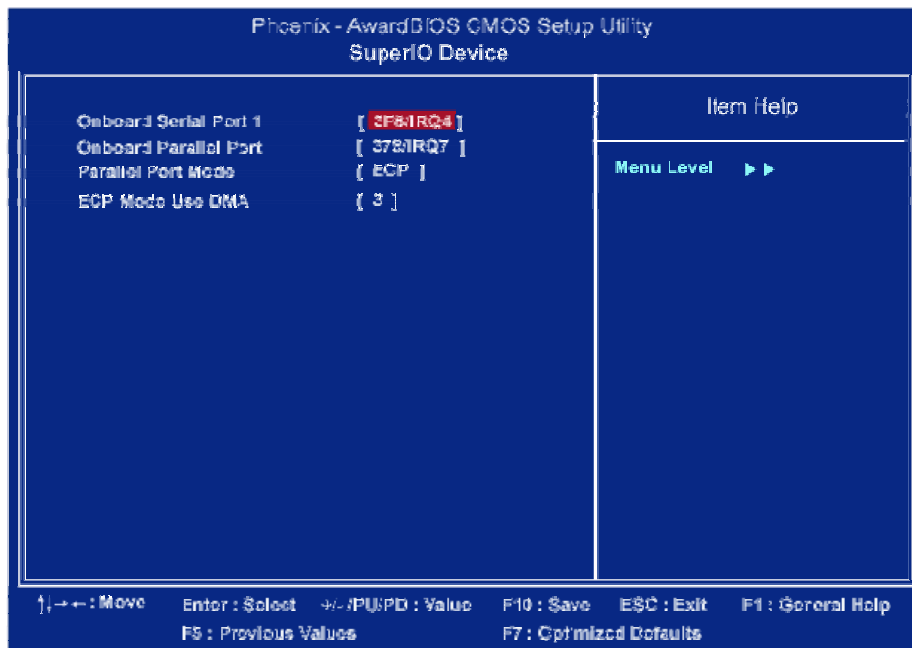 Phoenix - AwardBIOS CMOS Setup Utility
SuperIO Device
Item Help
Onboard Serial Port 1 [ 3F8/IRQ4 ]
Onboard Parallel Port [ 378/IRQ7 ]
Parallel Port Mode [ ECP ]
Menu Level ▶▶
ECP Mode Use DMA [ 3 ]
↑↓→←: Move Enter : Select +/-/PU/PD : Value F10 : Save ESC : Exit F1 : General Help
F5 : Previous Values F7 : Optimized Defaults